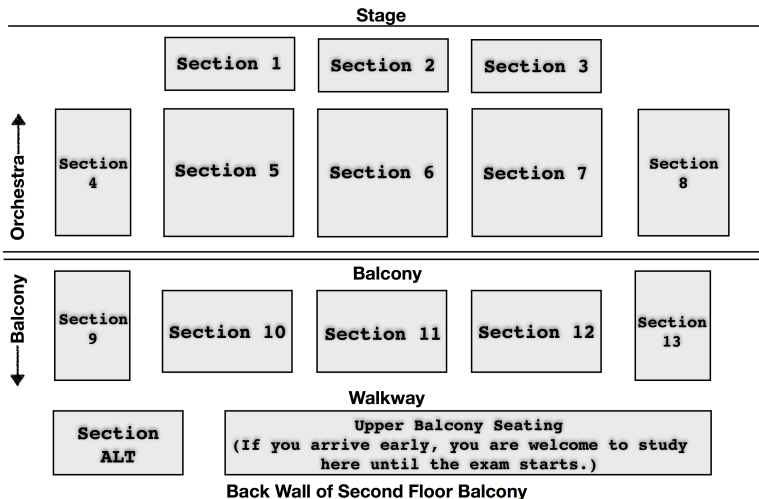 Stage
Section 1
Section 2
Section 3
Orchestra
Section
4
Section 5
Section 6
Section 7
Section
8
Balcony
Balcony
Section
9
Section 10
Section 11
Section 12
Section
13
Walkway
Section
ALT
Upper Balcony Seating
(If you arrive early, you are welcome to study
here until the exam starts.)
Back Wall of Second Floor Balcony